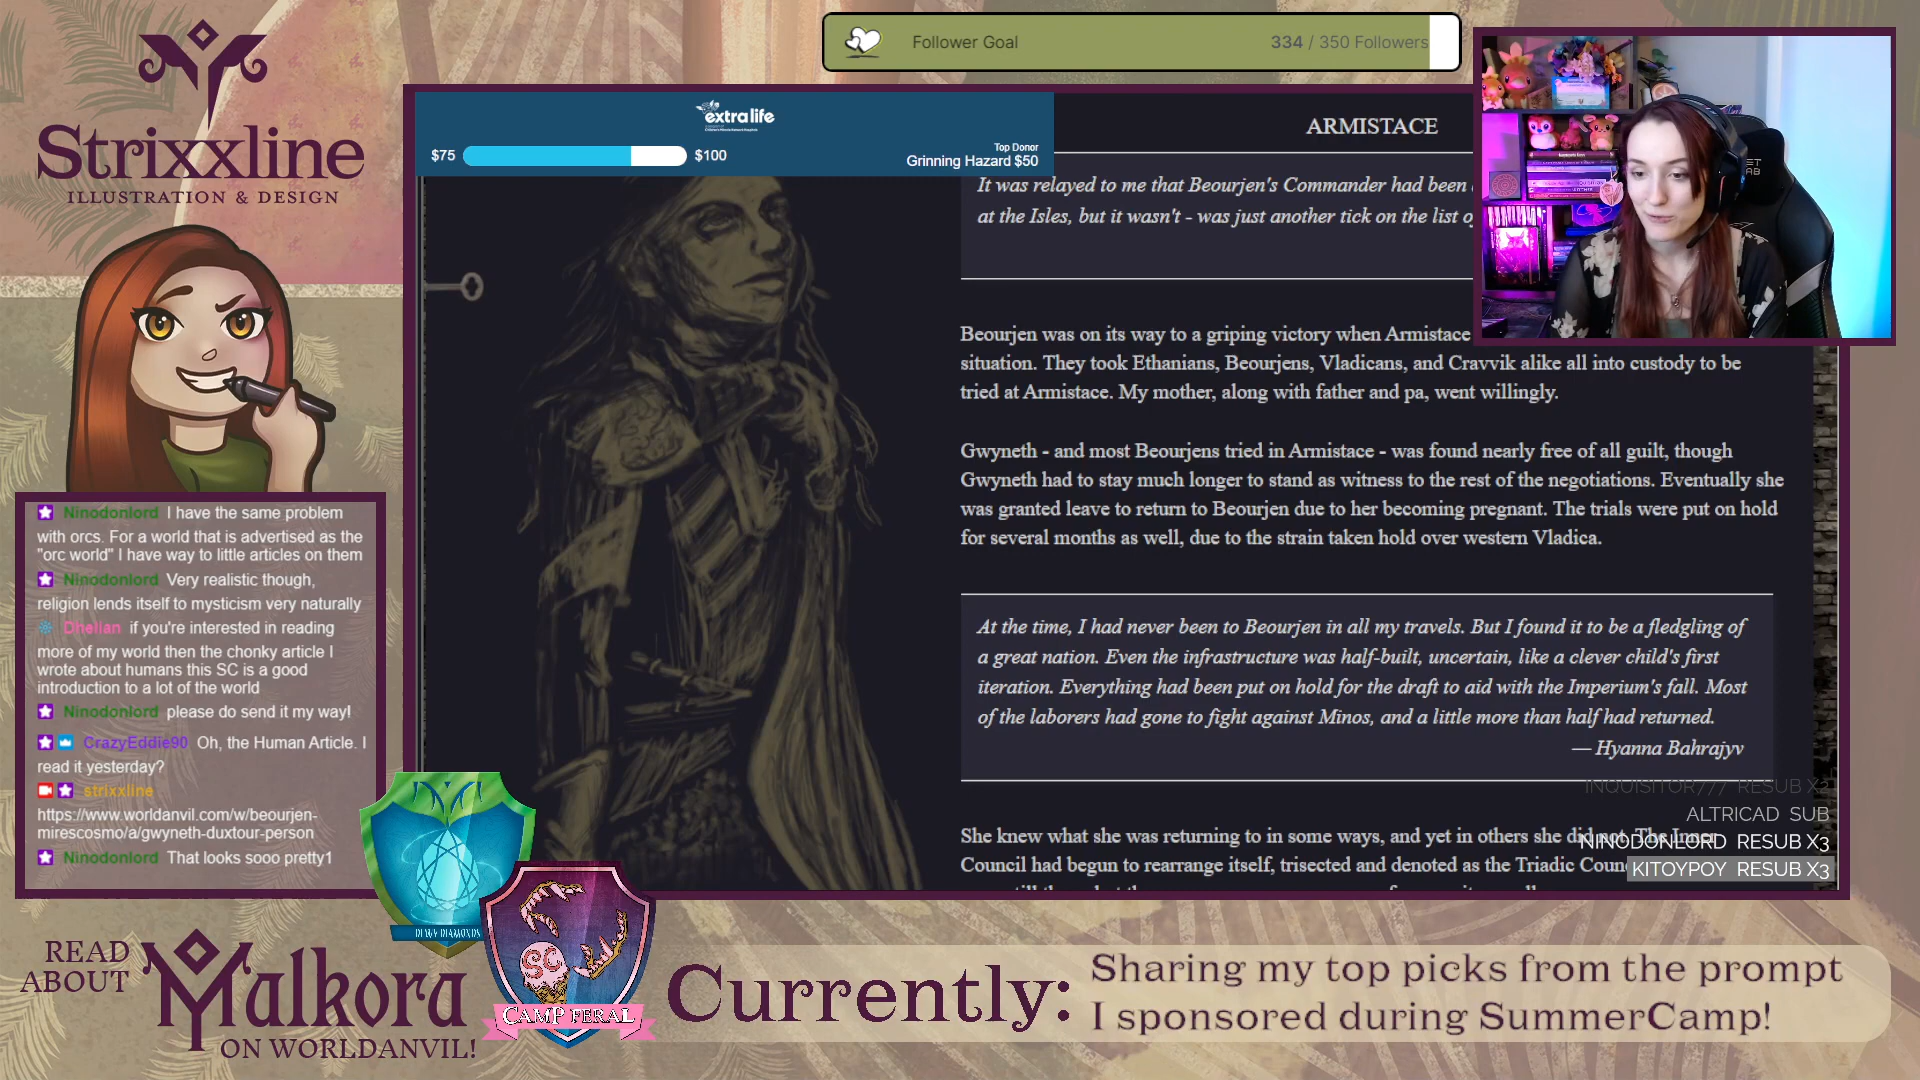 Strixxline
ILLUSTRATION & DESIGN
Follower Goal
334 / 350 Followers
extralife
$75
$100
Top Donor
Grinning Hazard $50
ARMISTACE
It was relayed to me that Beourjen's Commander had been
at the Isles, but it wasn't - was just another tick on the list
Beourjen was on its way to a griping victory when Armistace
situation. They took Ethanians, Beourjens, Vladicans, and Cravvik alike all into custody to be
tried at Armistace. My mother, along with father and pa, went willingly.
Gwyneth - and most Beourjens tried in Armistace - was found nearly free of all guilt, though
Gwyneth had to stay much longer to stand as witness to the rest of the negotiations. Eventually she
was granted leave to return to Beourjen due to her becoming pregnant. The trials were put on hold
for several months as well, due to the strain taken hold over western Vladica.
At the time, I had never been to Beourjen in all my travels. But I found it to be a fledgling of
a great nation. Even the infrastructure was half-built, uncertain, like a clever child's first
iteration. Everything had been put on hold for the draft to aid with the Imperium's fall. Most
of the laborers had gone to fight against Minos, and a little more than half had returned.
— Hyanna Bahrajyv
She knew what she was returning to in some ways, and yet in others she did not. The Inner
Council had begun to rearrange itself, trisected and denoted as the Triadic
INQUISITOR777 RESUB X2
ALTRICAD SUB
NINODONLORD RESUB X3
KITOYPOY RESUB X3
Ninodonlord I have the same problem
with orcs. For a world that is advertised as the
"orc world" I have way to little articles on them
Ninodonlord Very realistic though,
religion lends itself to mysticism very naturally
Dhelian if you're interested in reading
more of my world then the chonky article I
wrote about humans this SC is a good
introduction to a lot of the world
Ninodonlord please do send it my way!
CrazyEddie90 Oh, the Human Article. I
read it yesterday?
strixxline
https://www.worldanvil.com/w/beourjen-
mirescosmo/a/gwyneth-duxtour-person
Ninodonlord That looks sooo pretty1
DEWY DIAMONDS
SC
CAMP FERAL
READ
ABOUT
Malkora
ON WORLDANVIL!
Currently:
Sharing my top picks from the prompt
I sponsored during SummerCamp!